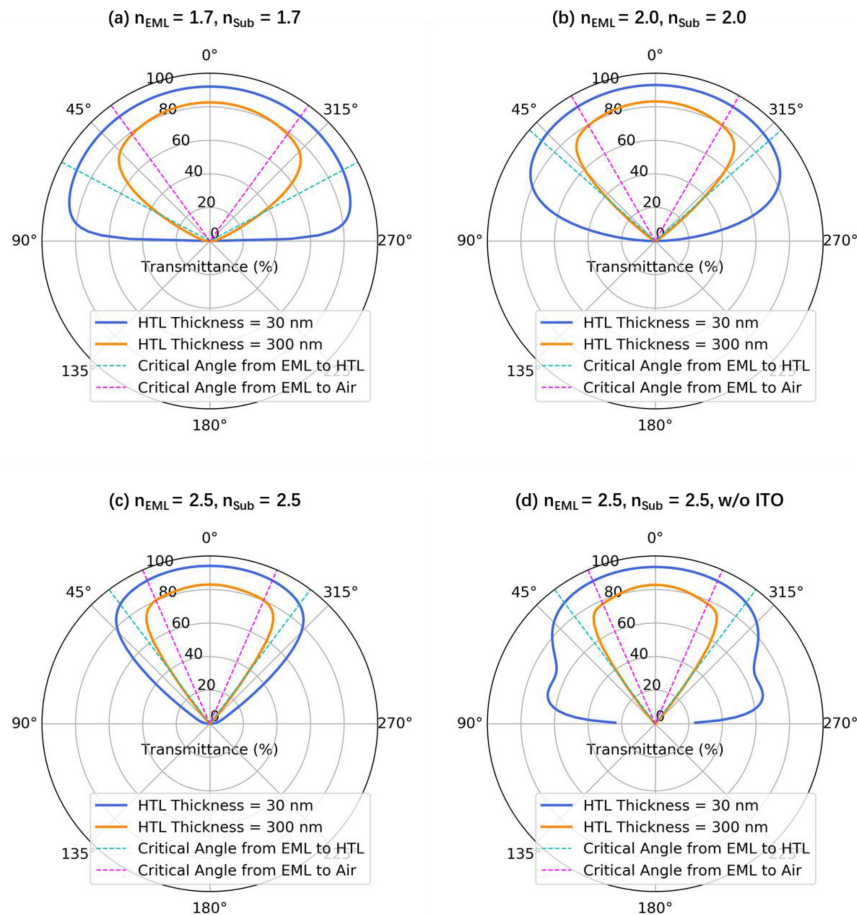 (a) nEML = 1.7, nSub = 1.7
0°
45°
315°
100
80
60
40
20
0
90°
270°
Transmittance (%)
HTL Thickness = 30 nm
HTL Thickness = 300 nm
Critical Angle from EML to HTL
Critical Angle from EML to Air
135°
225°
180°
(b) nEML = 2.0, nSub = 2.0
0°
45°
315°
100
80
60
40
20
0
90°
270°
Transmittance (%)
HTL Thickness = 30 nm
HTL Thickness = 300 nm
Critical Angle from EML to HTL
Critical Angle from EML to Air
135°
225°
180°
(c) nEML = 2.5, nSub = 2.5
0°
45°
315°
100
80
60
40
20
0
90°
270°
Transmittance (%)
HTL Thickness = 30 nm
HTL Thickness = 300 nm
Critical Angle from EML to HTL
Critical Angle from EML to Air
135°
225°
180°
(d) nEML = 2.5, nSub = 2.5, w/o ITO
0°
45°
315°
100
80
60
40
20
0
90°
270°
Transmittance (%)
HTL Thickness = 30 nm
HTL Thickness = 300 nm
Critical Angle from EML to HTL
Critical Angle from EML to Air
135°
225°
180°